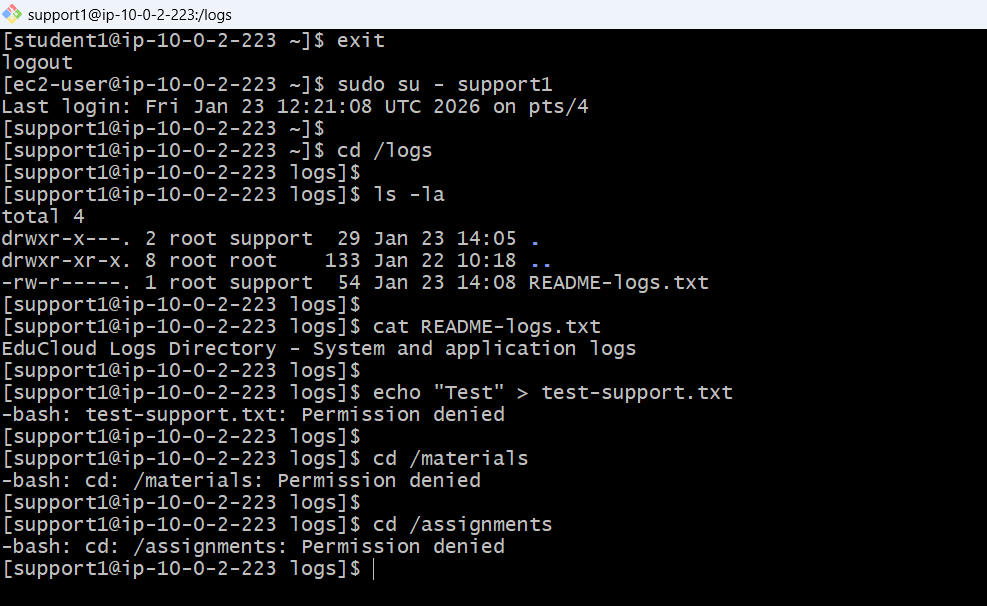 support1@ip-10-0-2-223:/logs
[student1@ip-10-0-2-223 ~]$ exit
logout
[ec2-user@ip-10-0-2-223 ~]$ sudo su - support1
Last login: Fri Jan 23 12:21:08 UTC 2026 on pts/4
[support1@ip-10-0-2-223 ~]$
[support1@ip-10-0-2-223 ~]$ cd /logs
[support1@ip-10-0-2-223 logs]$
[support1@ip-10-0-2-223 logs]$ ls -la
total 4
drwxr-x---. 2 root support  29 Jan 23 14:05 .
drwxr-xr-x. 8 root root    133 Jan 22 10:18 ..
-rw-r-----. 1 root support  54 Jan 23 14:08 README-logs.txt
[support1@ip-10-0-2-223 logs]$
[support1@ip-10-0-2-223 logs]$ cat README-logs.txt
EduCloud Logs Directory - System and application logs
[support1@ip-10-0-2-223 logs]$
[support1@ip-10-0-2-223 logs]$ echo "Test" > test-support.txt
-bash: test-support.txt: Permission denied
[support1@ip-10-0-2-223 logs]$
[support1@ip-10-0-2-223 logs]$ cd /materials
-bash: cd: /materials: Permission denied
[support1@ip-10-0-2-223 logs]$
[support1@ip-10-0-2-223 logs]$ cd /assignments
-bash: cd: /assignments: Permission denied
[support1@ip-10-0-2-223 logs]$